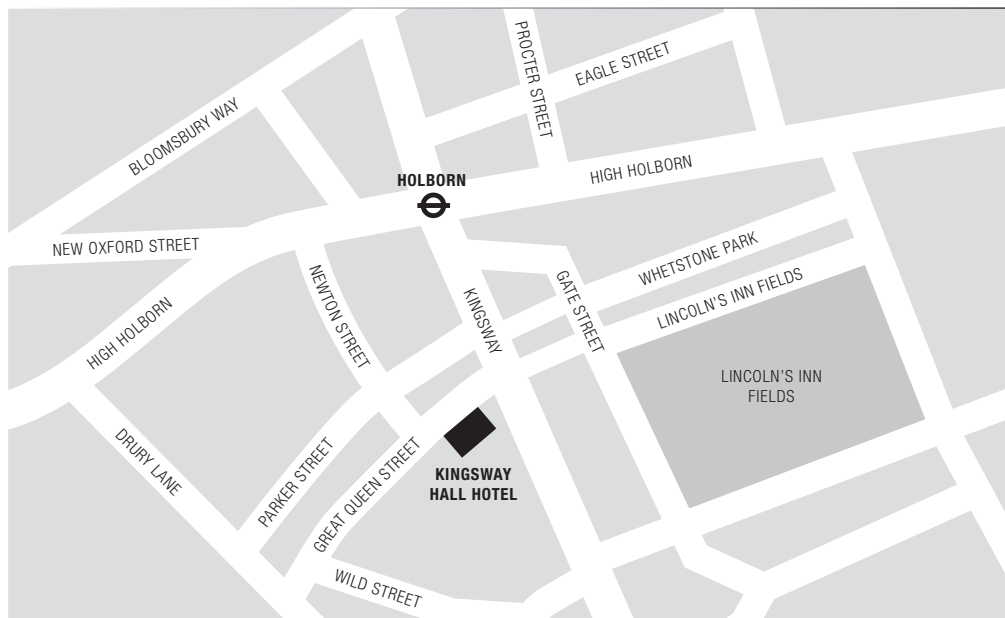 PROCTER STREET
EAGLE STREET
BLOOMSBURY WAY
HOLBORN
HIGH HOLBORN
NEW OXFORD STREET
WHETSTONE PARK
NEWTON STREET
GATE STREET
LINCOLN'S INN FIELDS
KINGSWAY
HIGH HOLBORN
LINCOLN'S INN
FIELDS
DRURY LANE
PARKER STREET
GREAT QUEEN STREET
KINGSWAY
HALL HOTEL
WILD STREET